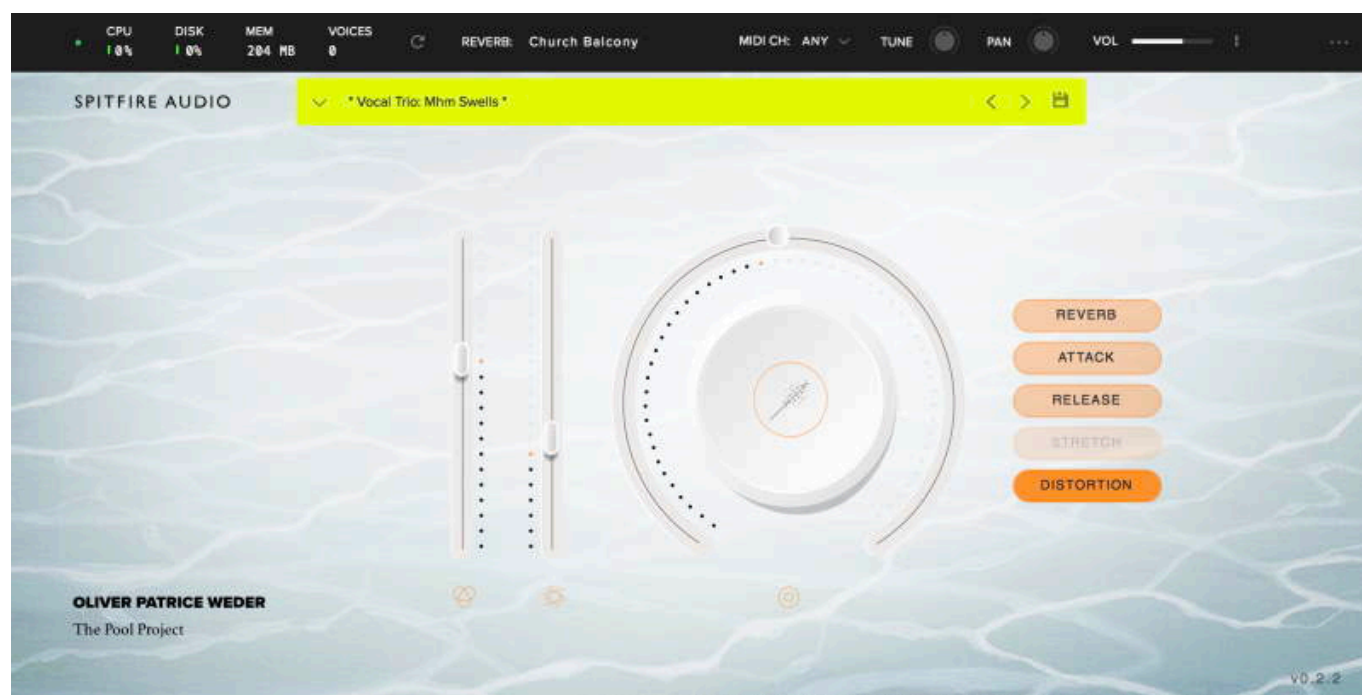 CPU DISK MEM VOICES
0% 0% 204 MB 0
REVERB: Church Balcony
MIDI CH: ANY
TUNE
PAN
VOL
SPITFIRE AUDIO
* Vocal Trio: Mhm Swells *
REVERB
ATTACK
RELEASE
STRETCH
DISTORTION
OLIVER PATRICE WEDER
The Pool Project
V0.2.2